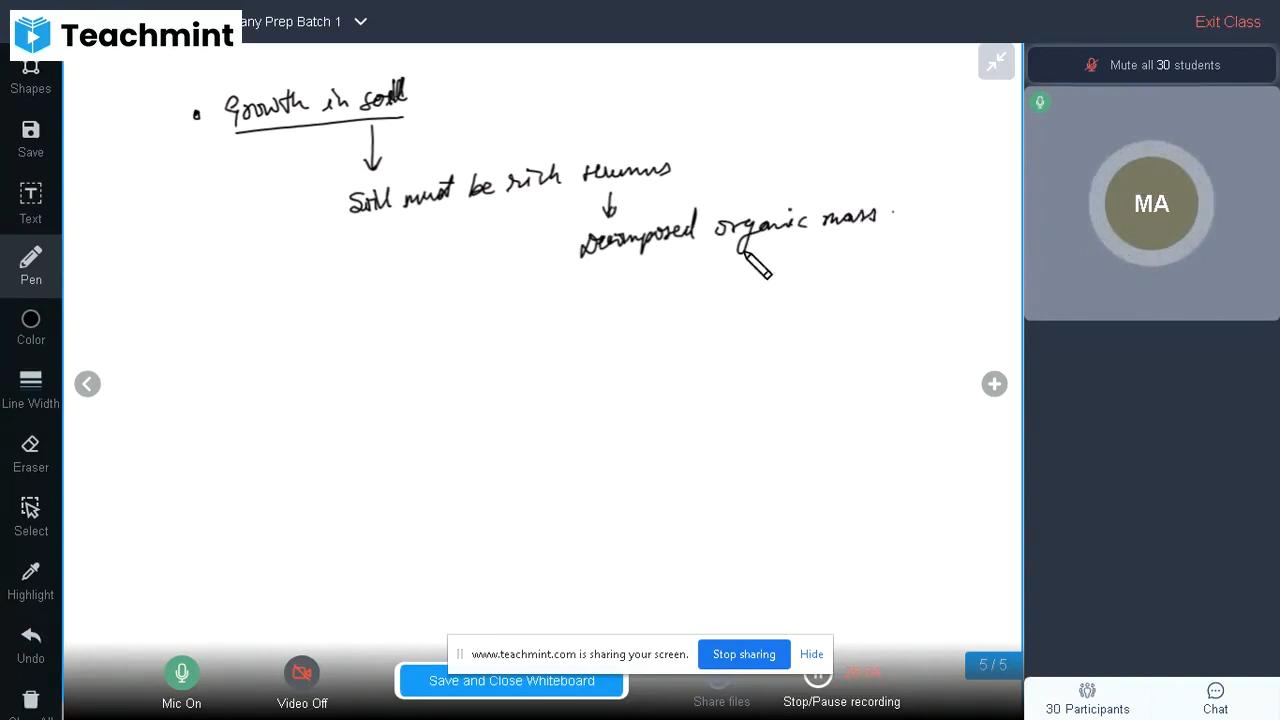 Teachmint
any Prep Batch 1
Exit Class
Mute all 30 students
Shapes
Save
Text
Pen
Color
Line Width
Eraser
Select
Highlight
Undo
MA
• Growth in soil
Soil must be rich
Decomposed organic mass
www.teachmint.com is sharing your screen.
Stop sharing
Hide
Save and Close Whiteboard
5 / 5
Mic On
Video Off
Share files
Stop/Pause recording
30 Participants
Chat